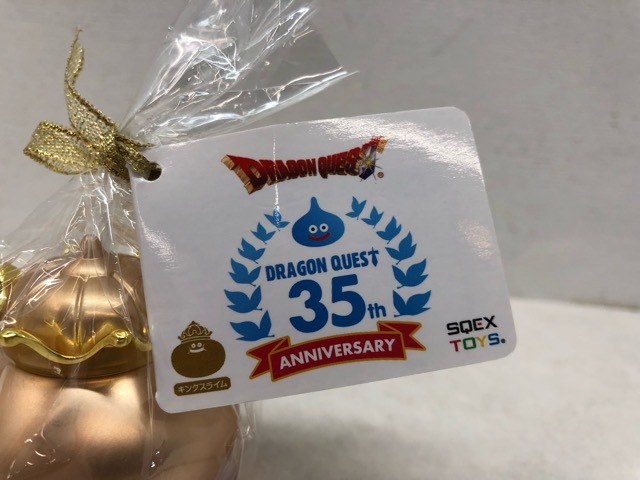 DRAGON QUEST®
DRAGON QUEST
35th
ANNIVERSARY
キングスライム
SQEX
TOYS®